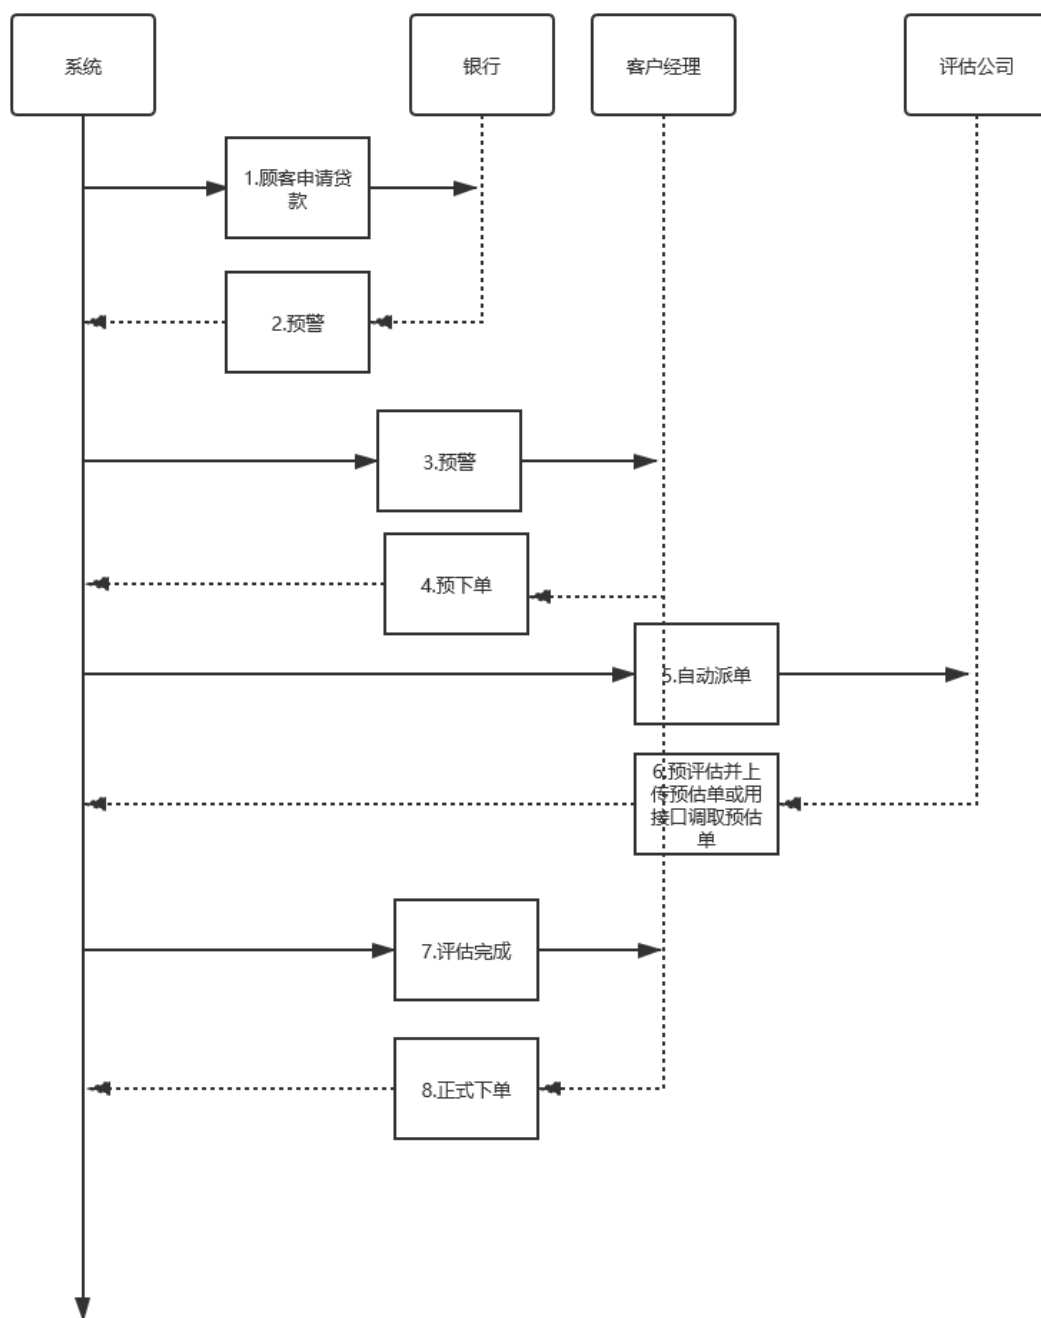 系统
银行
客户经理
评估公司
1.顾客申请贷
款
2.预警
3.预警
4.预下单
5.自动派单
6.预评估并上
传预估单或用
接口调取预估
单
7.评估完成
8.正式下单